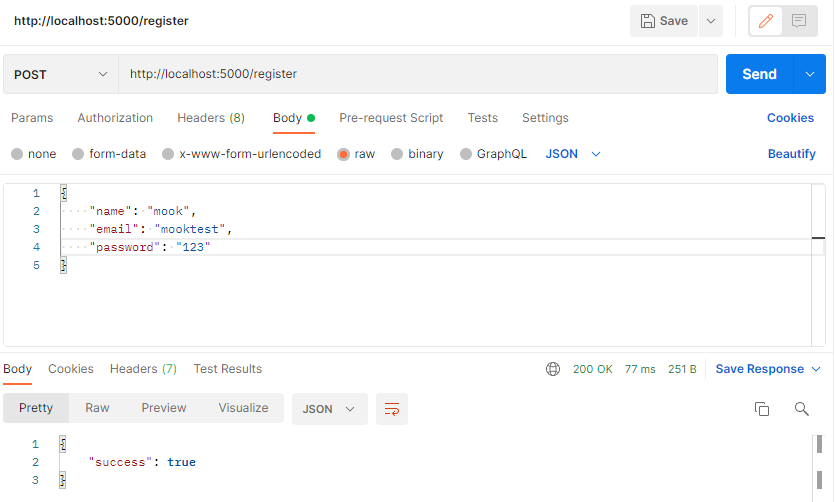 http://localhost:5000/register Save
POST http://localhost:5000/register Send
Params Authorization Headers (8) Body Pre-request Script Tests Settings Cookies
none form-data x-www-form-urlencoded raw binary GraphQL JSON Beautify
1 {
2 "name": "mook",
3 "email": "mooktest",
4 "password": "123"
5 }
Body Cookies Headers (7) Test Results 200 OK 77 ms 251 B Save Response
Pretty Raw Preview Visualize JSON
1 {
2 "success": true
3 }